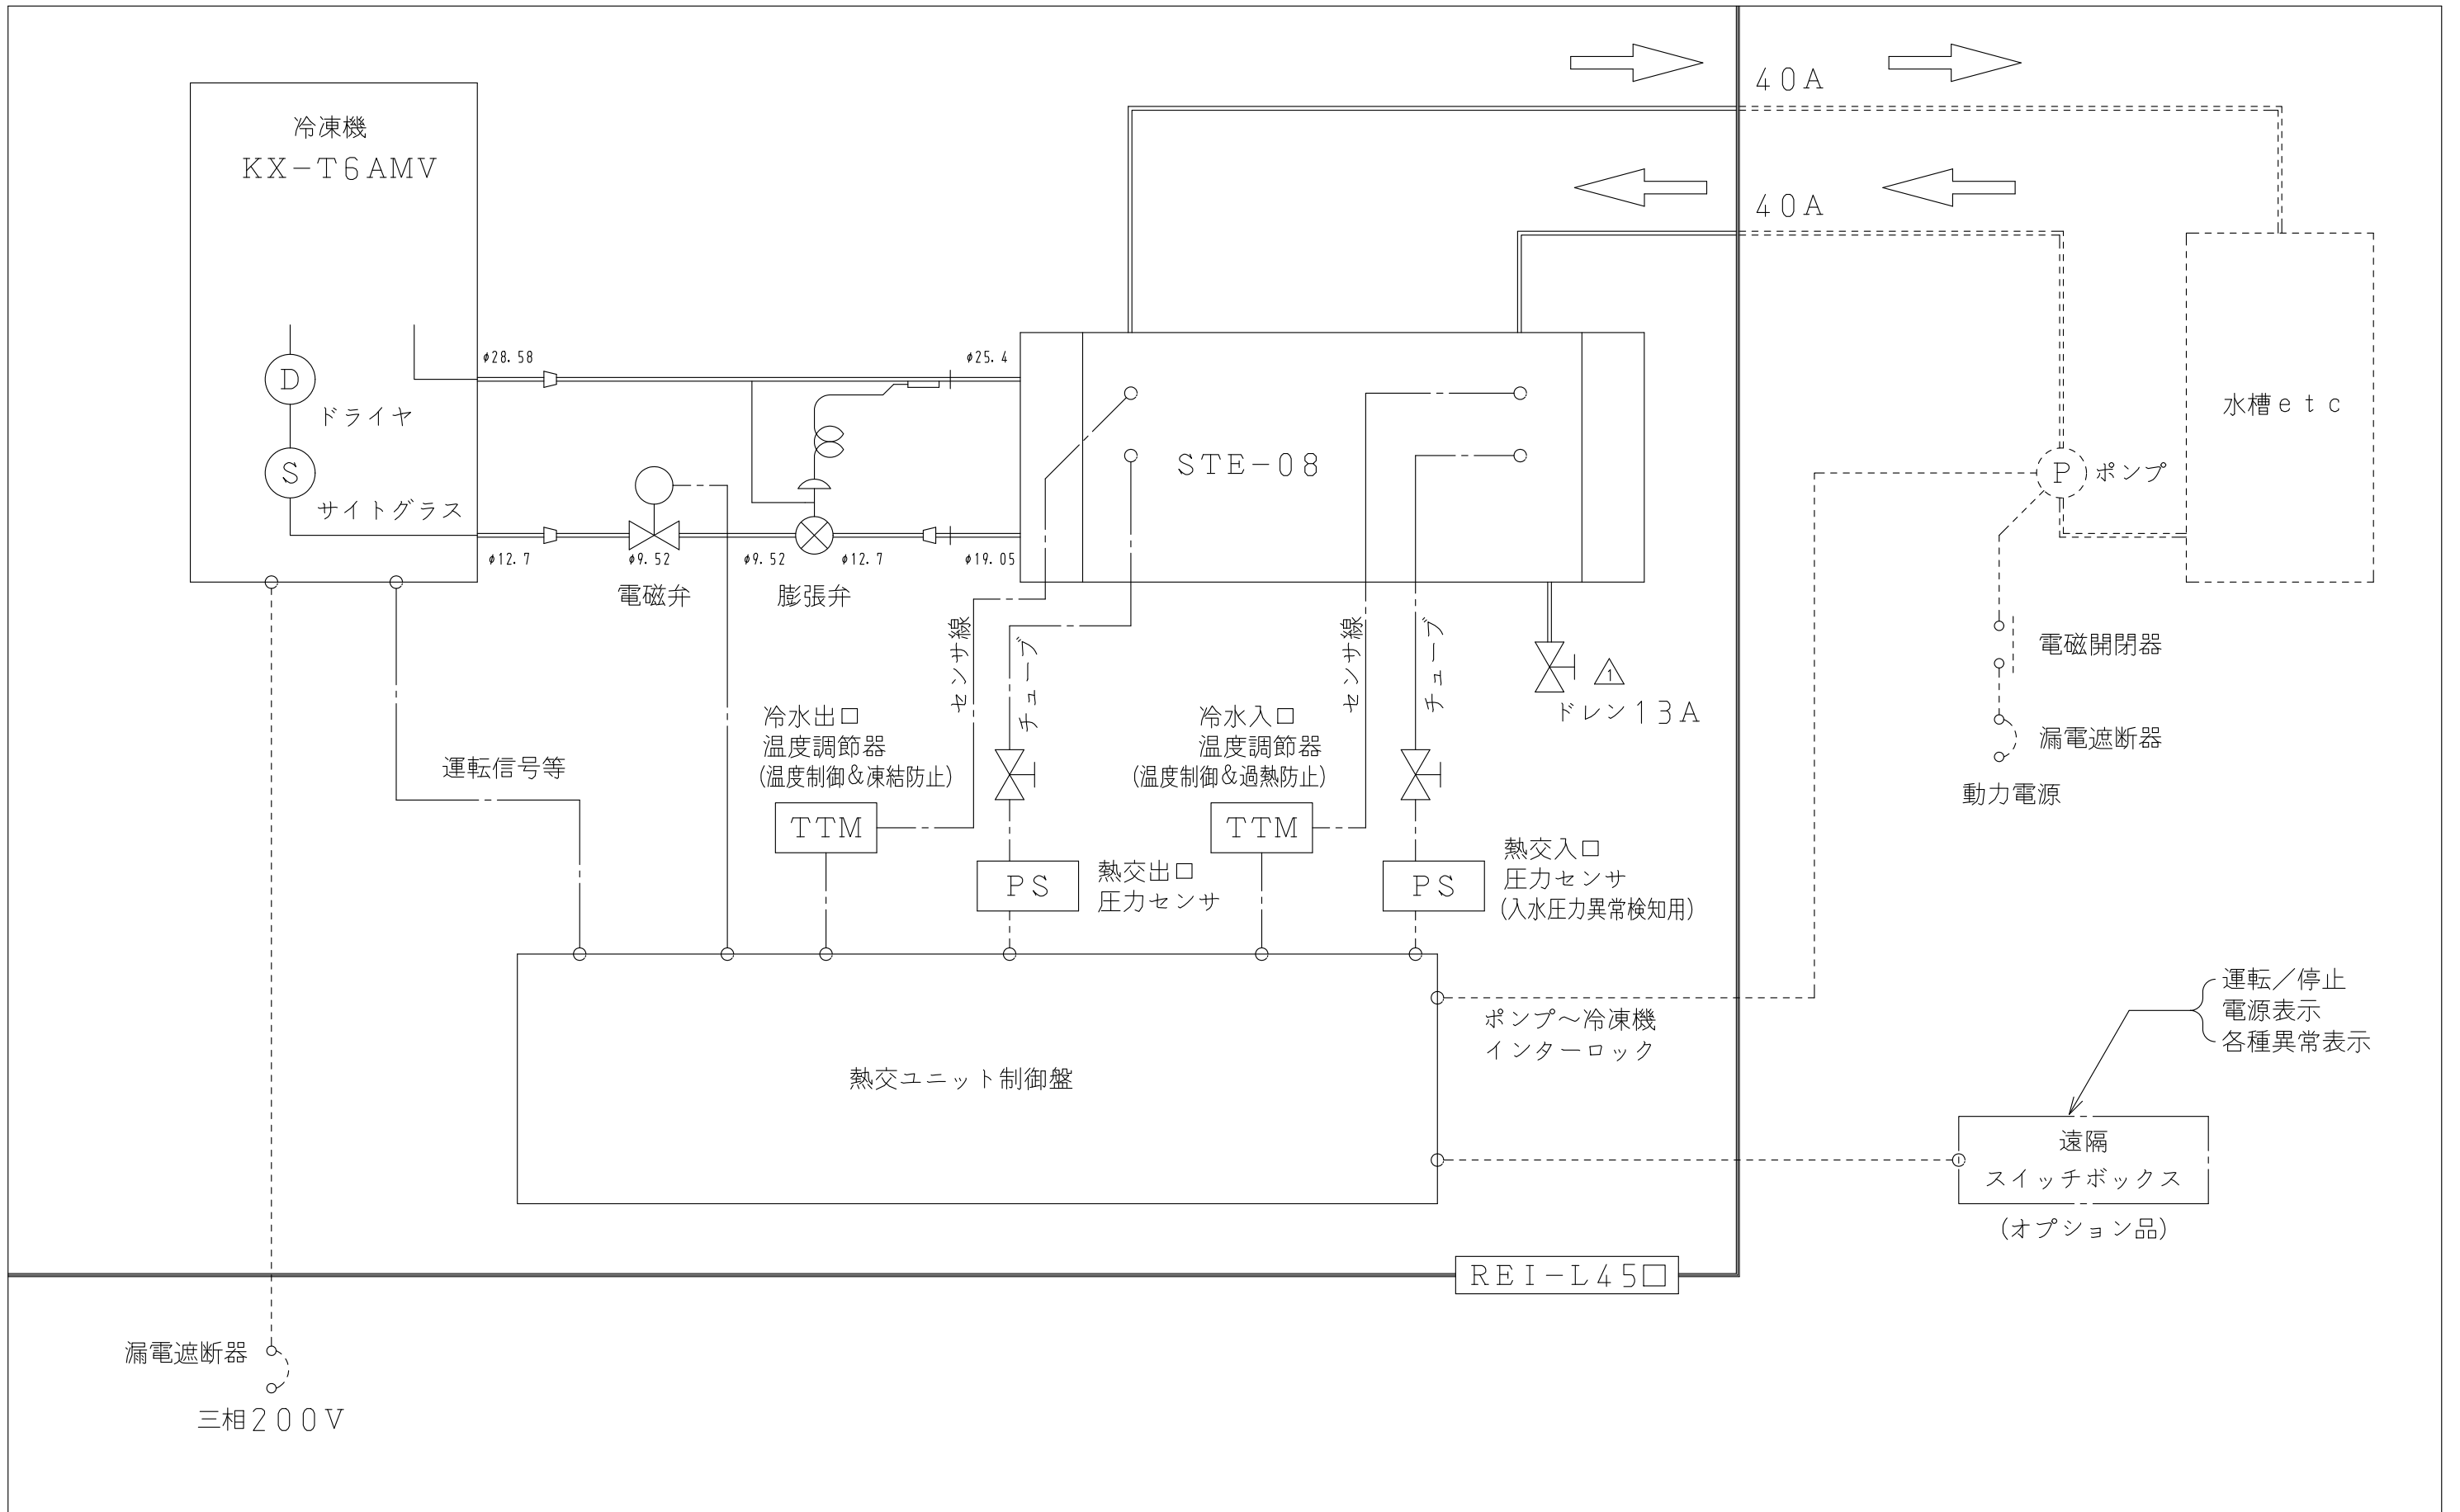 40A
冷凍機
KX-T6AMV
40A
φ28.58
φ25.4
D
ドライヤ
S
サイトグラス
STE-08
水槽etc
P
ポンプ
φ12.7
φ9.52
φ9.52
φ12.7
φ19.05
電磁弁
膨張弁
センサ線
チューブ
センサ線
チューブ
1
ドレン13A
電磁開閉器
漏電遮断器
動力電源
運転信号等
冷水出口
温度調節器
(温度制御&凍結防止)
TTM
冷水入口
温度調節器
(温度制御&過熱防止)
TTM
PS
熱交出口
圧力センサ
PS
熱交入口
圧力センサ
(入水圧力異常検知用)
ポンプ～冷凍機
インターロック
熱交ユニット制御盤
運転／停止
電源表示
各種異常表示
遠隔
スイッチボックス
(オプション品)
REI-L45□
漏電遮断器
三相200V